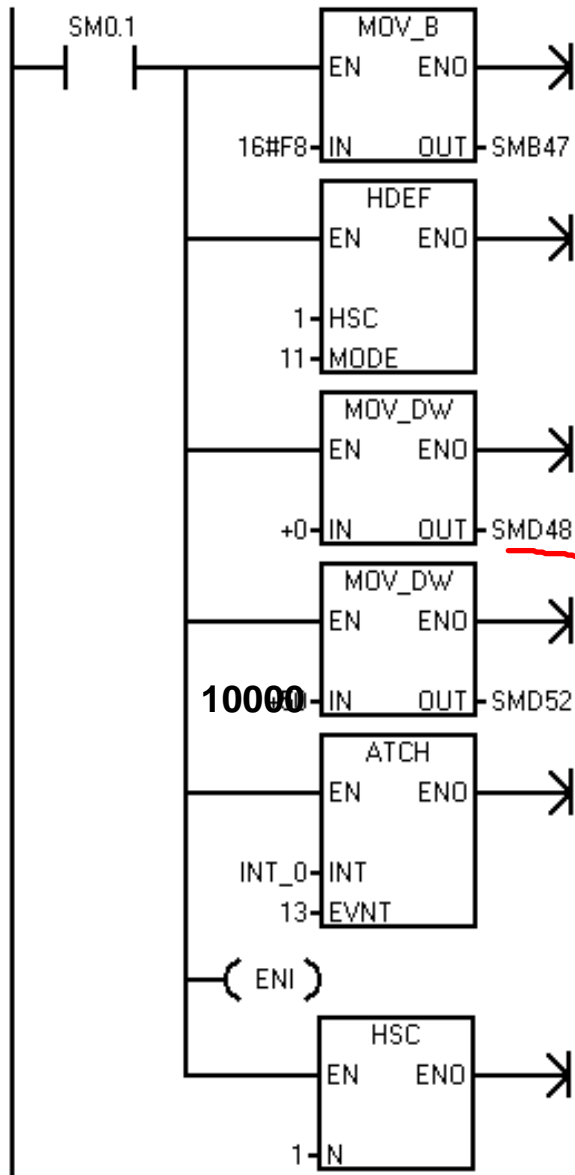 SM0.1
MOV_B
EN ENO
16#F8 IN OUT SMB47
HDEF
EN ENO
1 HSC
11 MODE
MOV_DW
EN ENO
+0 IN OUT SMD48
MOV_DW
EN ENO
10000 IN OUT SMD52
ATCH
EN ENO
INT_0 INT
13 EVNT
ENI
HSC
EN ENO
1 N